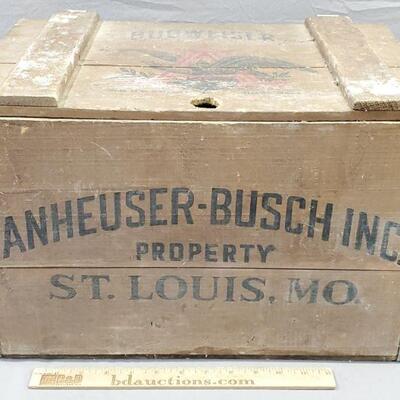 BUDWEISER
ANHEUSER-BUSCH INC.
PROPERTY
ST. LOUIS, MO.
bdauctions.com